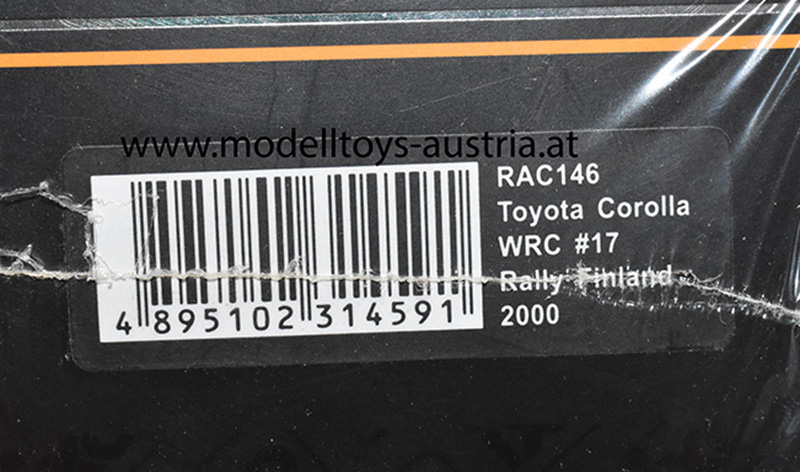 www.modelltoys-austria.at
RAC146
Toyota Corolla
WRC #17
Rally Finland
2000
4 895102 314591